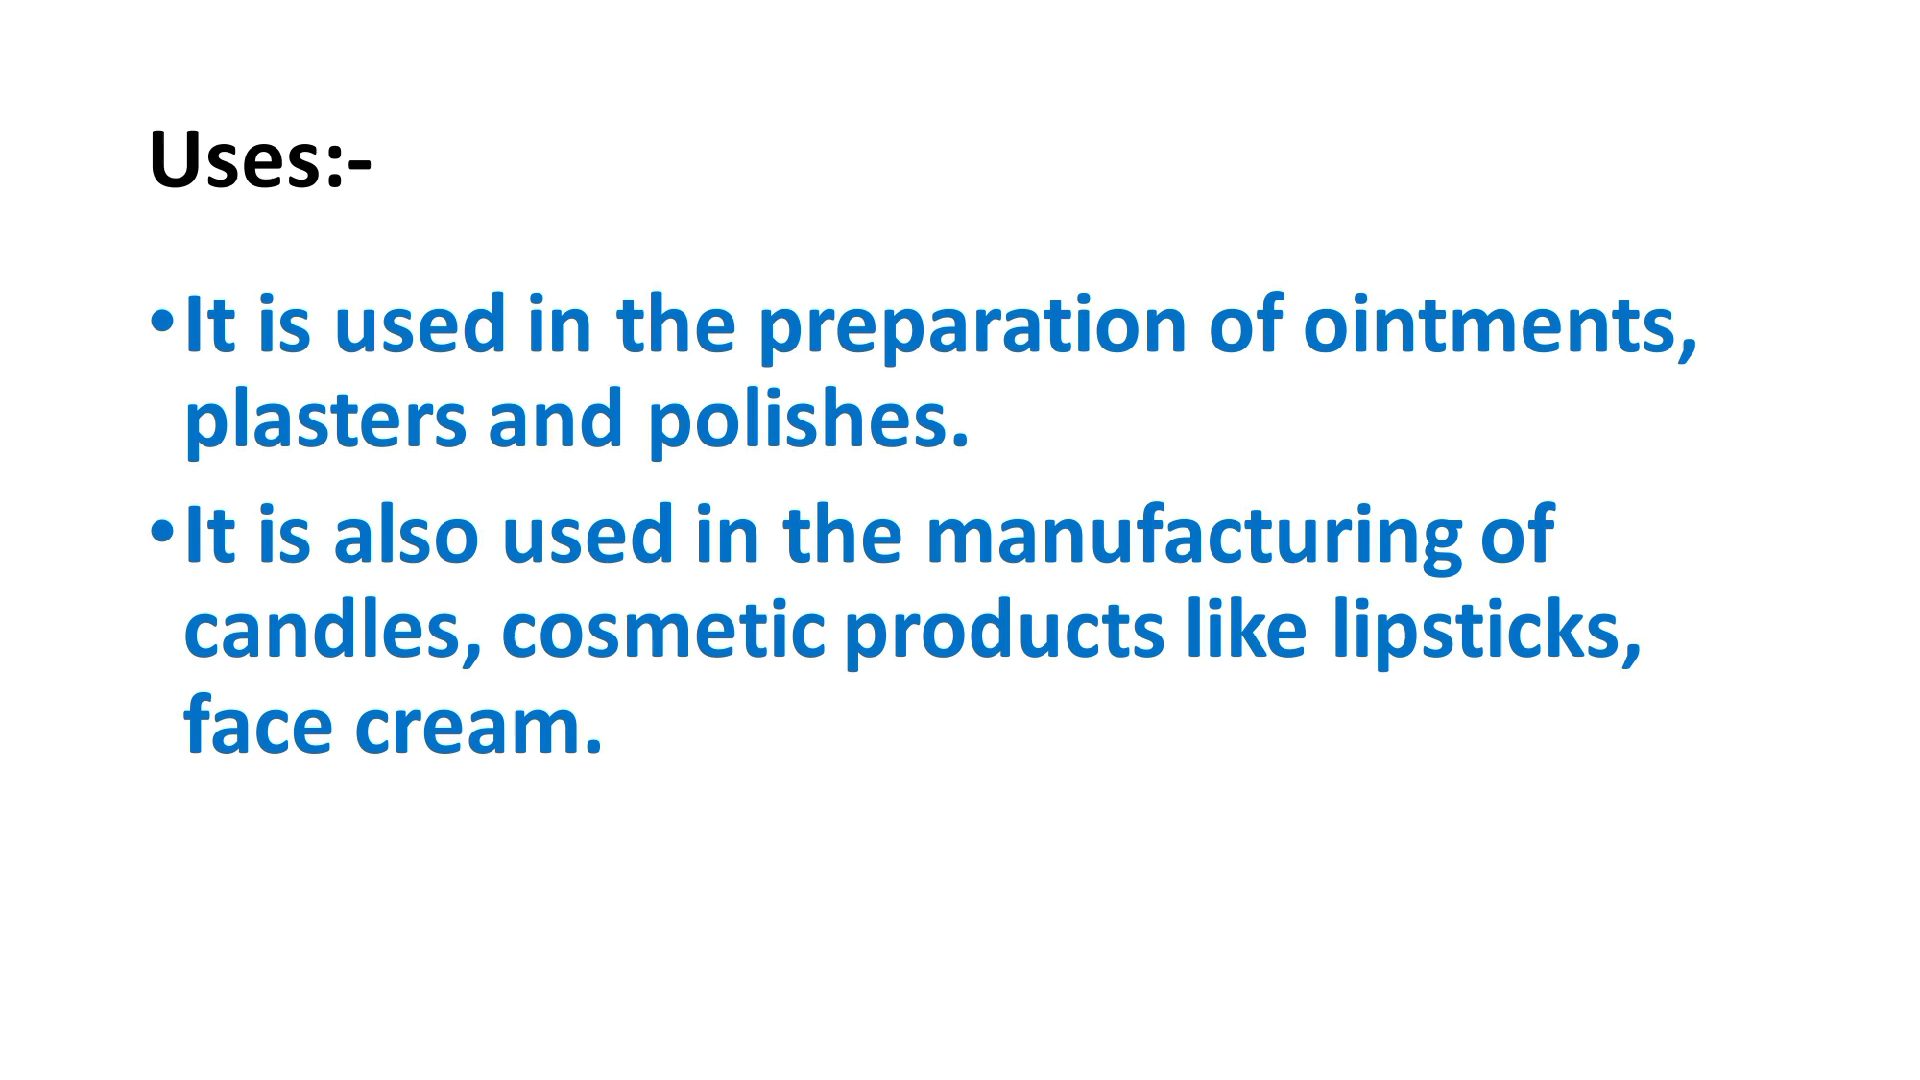 Uses:-
•It is used in the preparation of ointments,
plasters and polishes.
•It is also used in the manufacturing of
candles, cosmetic products like lipsticks,
face cream.